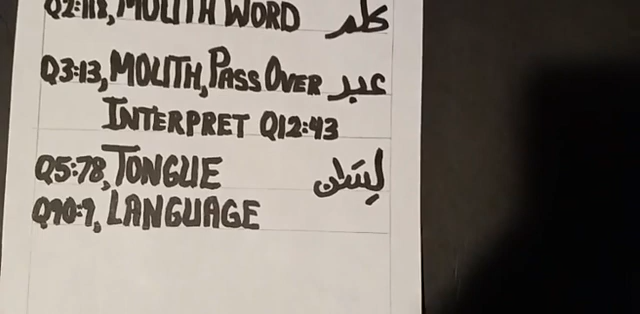 Q2:118, MOUTH WORD كلم
Q3:13, MOUTH, PASS OVER عبر
INTERPRET Q12:43
Q5:78, TONGUE لِسَان
Q90:9, LANGUAGE